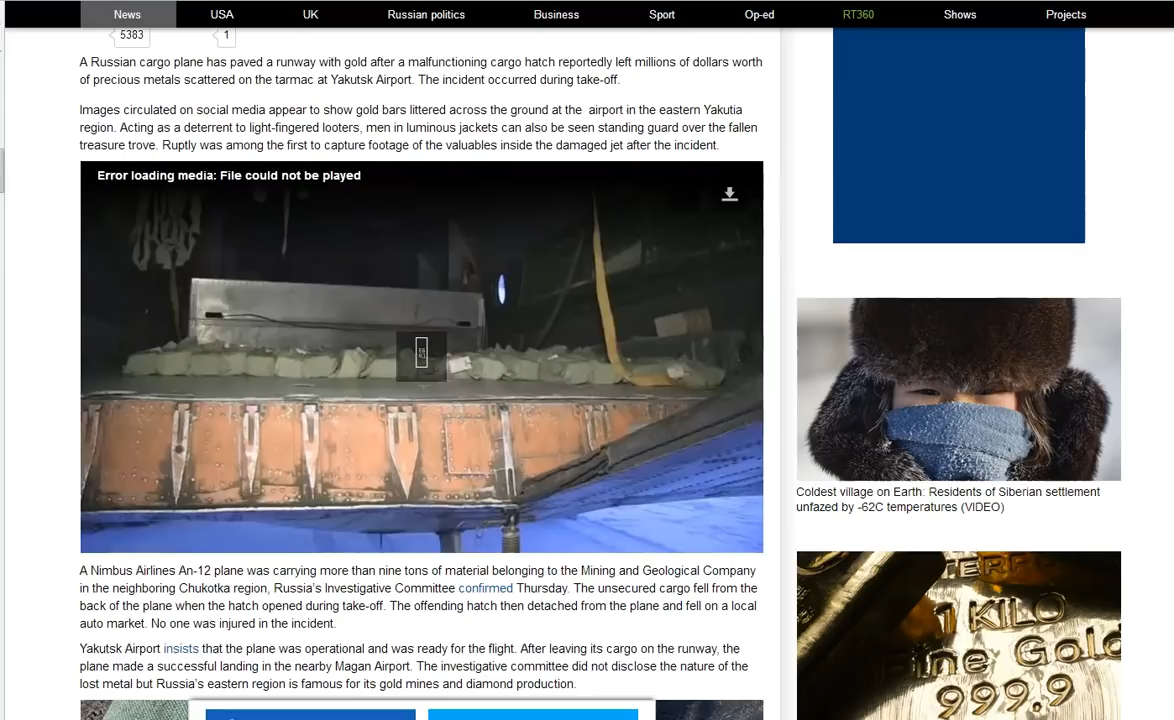 News USA UK Russian politics Business Sport Op-ed RT360 Shows Projects
5383 1
A Russian cargo plane has paved a runway with gold after a malfunctioning cargo hatch reportedly left millions of dollars worth
of precious metals scattered on the tarmac at Yakutsk Airport. The incident occurred during take-off.
Images circulated on social media appear to show gold bars littered across the ground at the airport in the eastern Yakutia
region. Acting as a deterrent to light-fingered looters, men in luminous jackets can also be seen standing guard over the fallen
treasure trove. Ruptly was among the first to capture footage of the valuables inside the damaged jet after the incident.
Error loading media: File could not be played
A Nimbus Airlines An-12 plane was carrying more than nine tons of material belonging to the Mining and Geological Company
in the neighboring Chukotka region, Russia's Investigative Committee confirmed Thursday. The unsecured cargo fell from the
back of the plane when the hatch opened during take-off. The offending hatch then detached from the plane and fell on a local
auto market. No one was injured in the incident.
Yakutsk Airport insists that the plane was operational and was ready for the flight. After leaving its cargo on the runway, the
plane made a successful landing in the nearby Magan Airport. The investigative committee did not disclose the nature of the
lost metal but Russia's eastern region is famous for its gold mines and diamond production.
Coldest village on Earth: Residents of Siberian settlement
unfazed by -62C temperatures (VIDEO)
1 KILO
Fine Gold
999.9